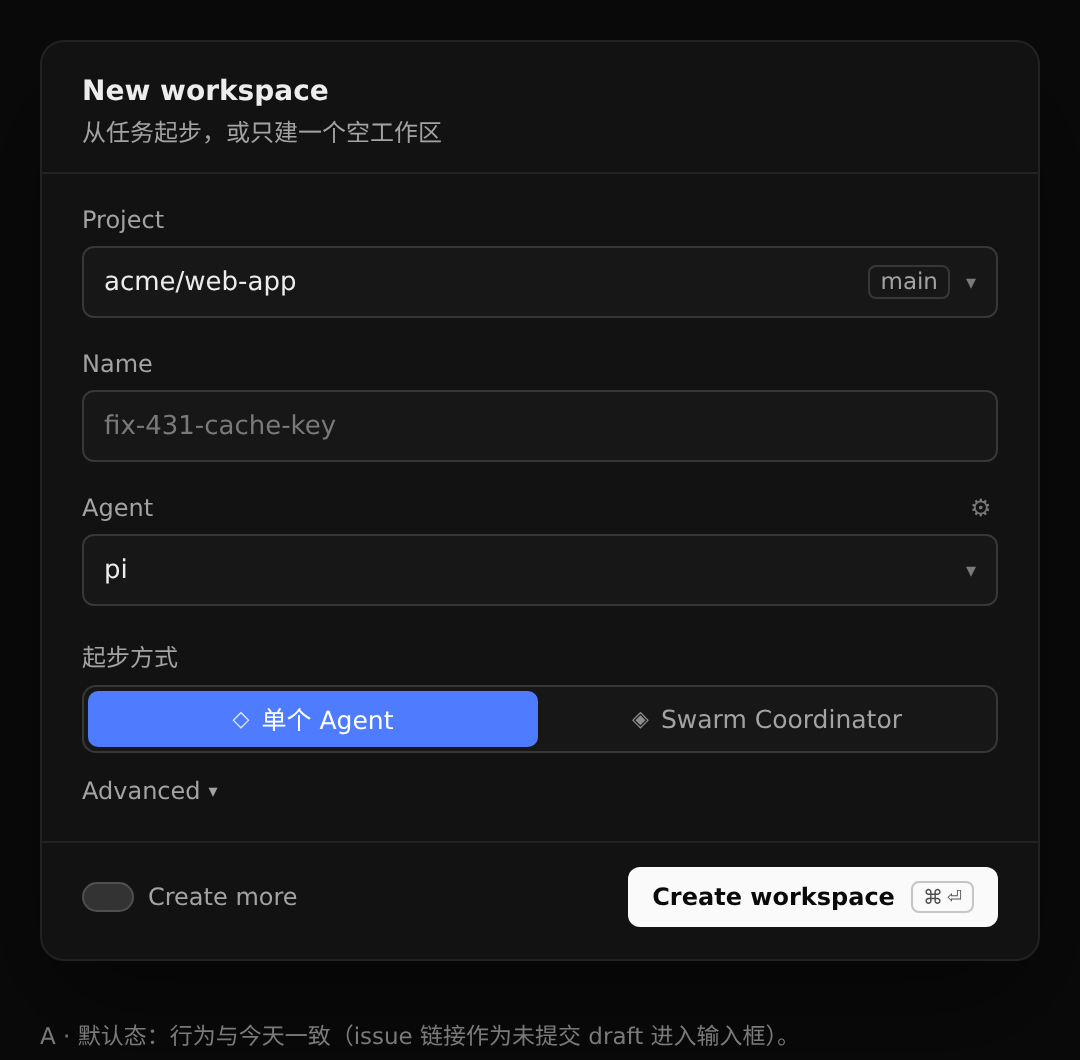 New workspace
从任务起步，或只建一个空工作区
Project
acme/web-app main ▾
Name
fix-431-cache-key
Agent ⚙
pi ▾
起步方式
◇ 单个 Agent ◈ Swarm Coordinator
Advanced ▾
Create more Create workspace ⌘⏎
A · 默认态：行为与今天一致（issue 链接作为未提交 draft 进入输入框）。